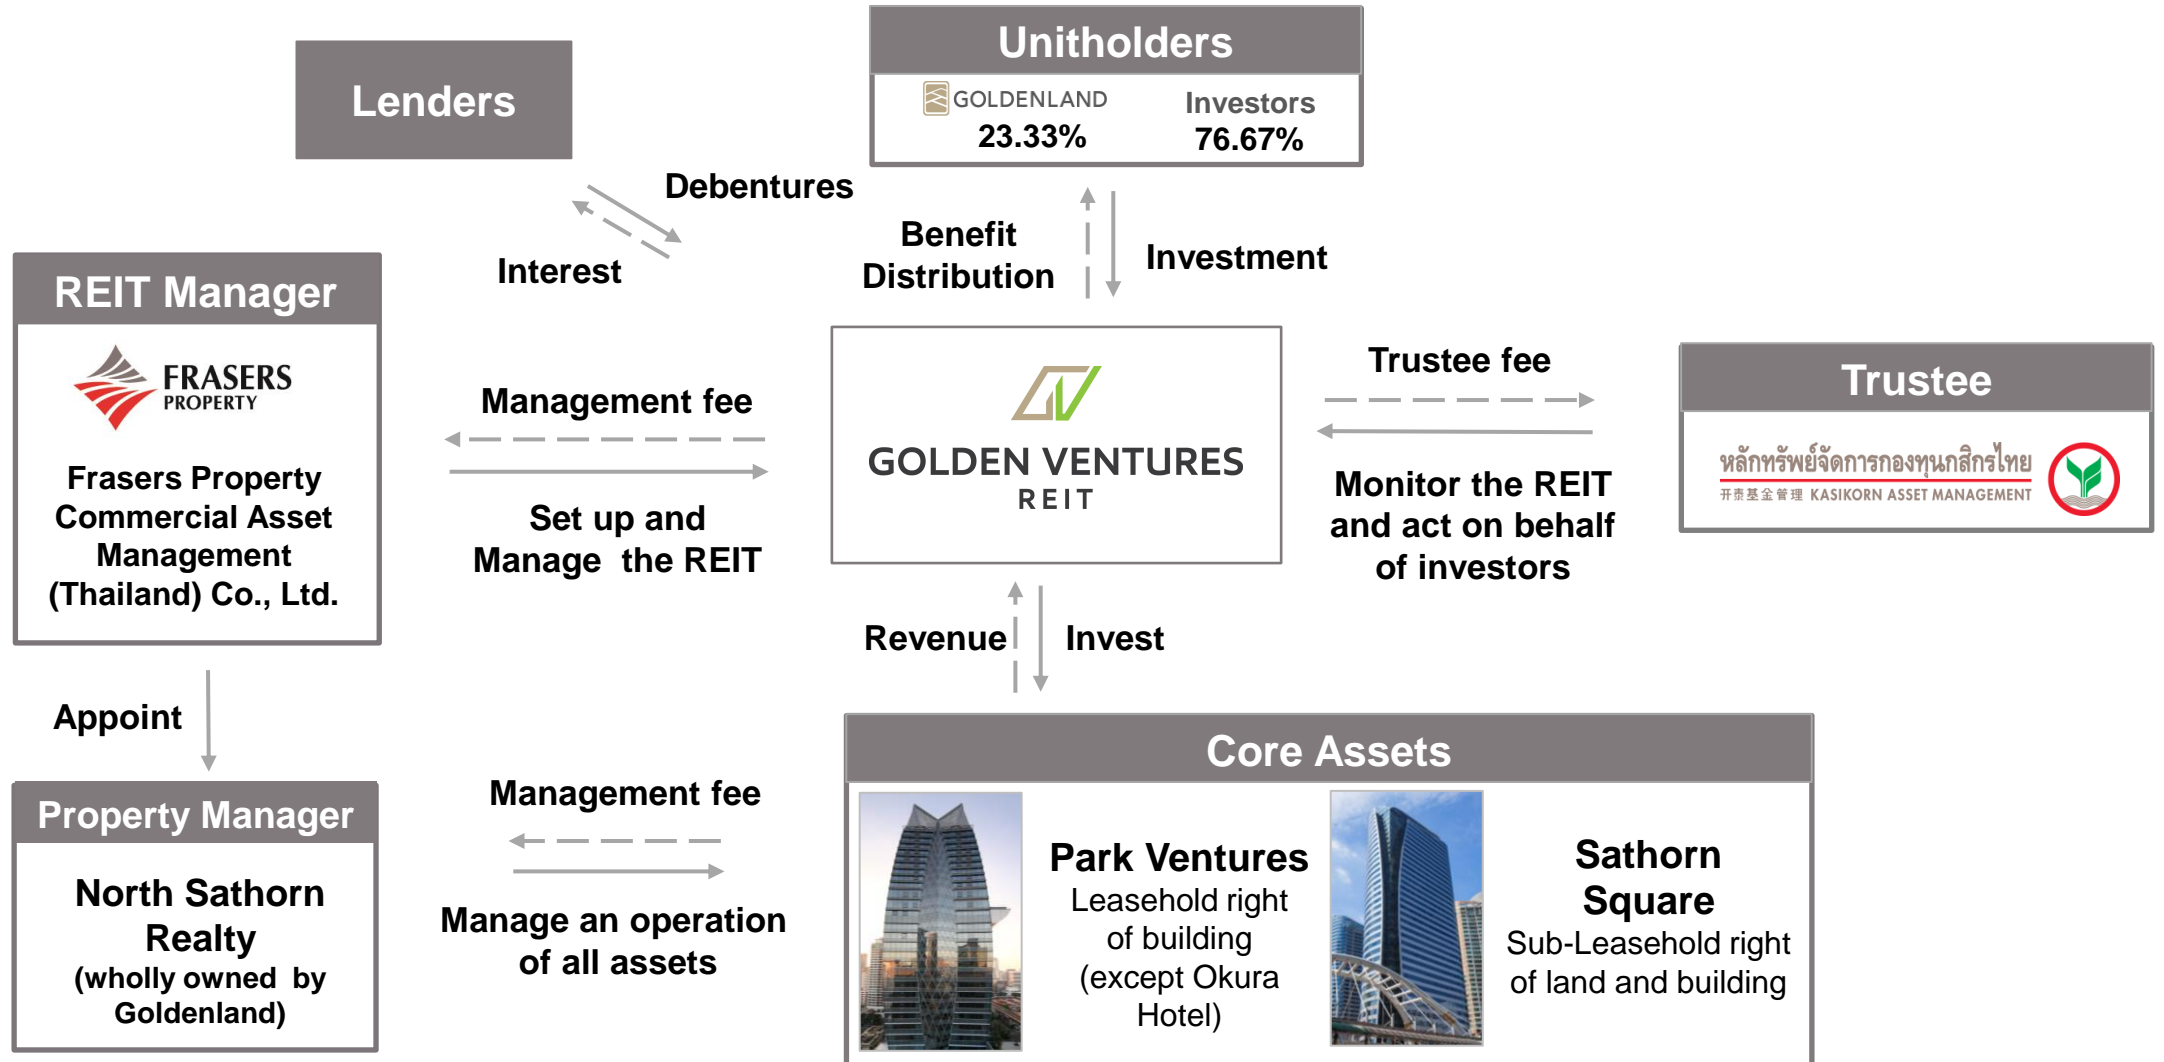 Lenders
Unitholders
GOLDENLAND
23.33%
Investors
76.67%
Debentures
Interest
Benefit
Distribution
Investment
REIT Manager
FRASERS
PROPERTY
Frasers Property
Commercial Asset
Management
(Thailand) Co., Ltd.
Management fee
Set up and
Manage the REIT
GOLDEN VENTURES
REIT
Trustee fee
Monitor the REIT
and act on behalf
of investors
Trustee
หลักทรัพย์จัดการกองทุนกสิกรไทย
开泰基金管理 KASIKORN ASSET MANAGEMENT
Revenue
Invest
Appoint
Property Manager
North Sathorn
Realty
(wholly owned by
Goldenland)
Management fee
Manage an operation
of all assets
Core Assets
Park Ventures
Leasehold right
of building
(except Okura
Hotel)
Sathorn
Square
Sub-Leasehold right
of land and building